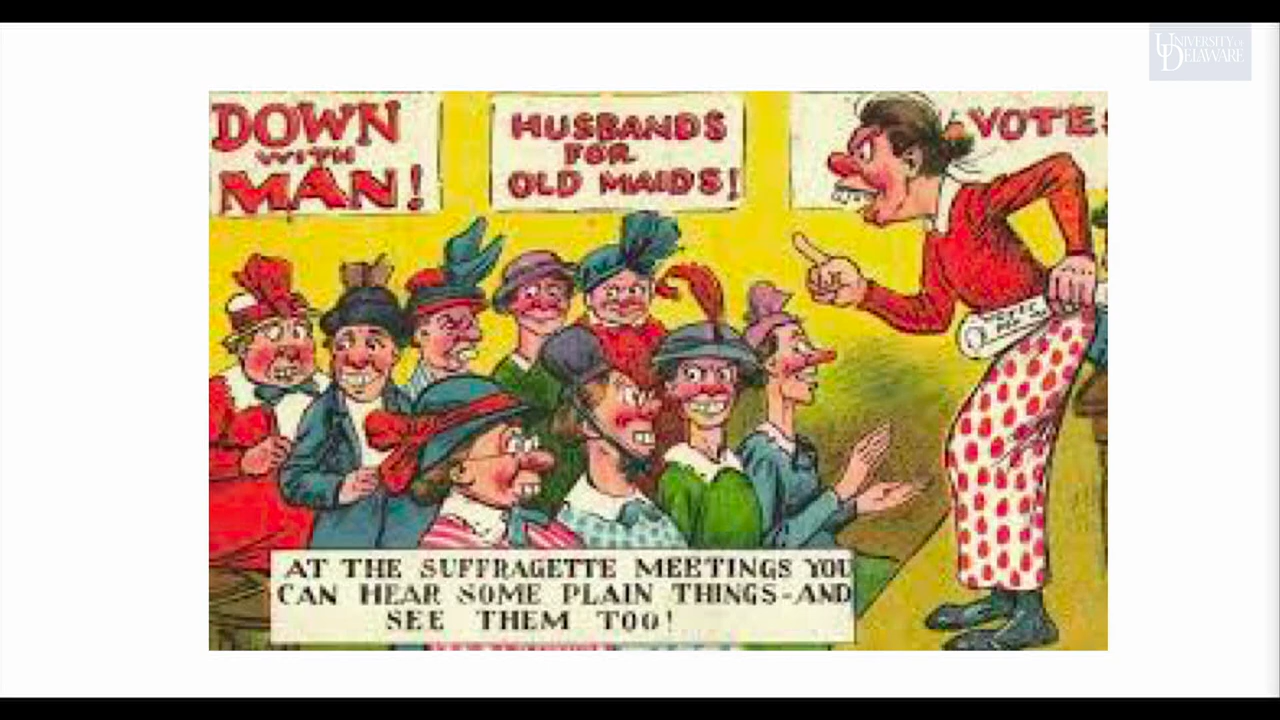 UNIVERSITY OF
DELAWARE
DOWN
WITH
MAN!
HUSBANDS
FOR
OLD MAIDS!
VOTES
AT THE SUFFRAGETTE MEETINGS YOU
CAN HEAR SOME PLAIN THINGS-AND
SEE THEM TOO!